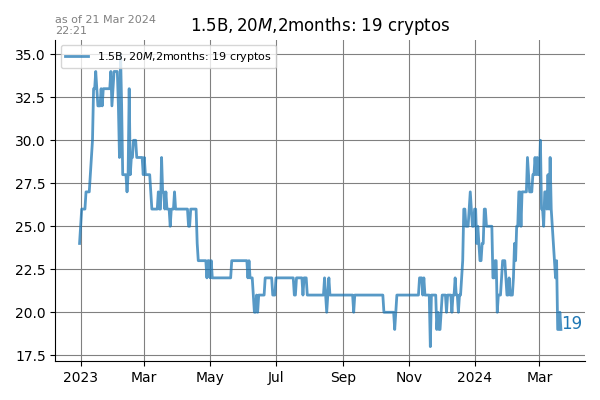 as of 21 Mar 2024
22:21
1.5B, 20M,2months: 19 cryptos
1.5B, 20M,2months: 19 cryptos
35.0
32.5
30.0
27.5
25.0
22.5
20.0
17.5
19
2023 Mar May Jul Sep Nov 2024 Mar